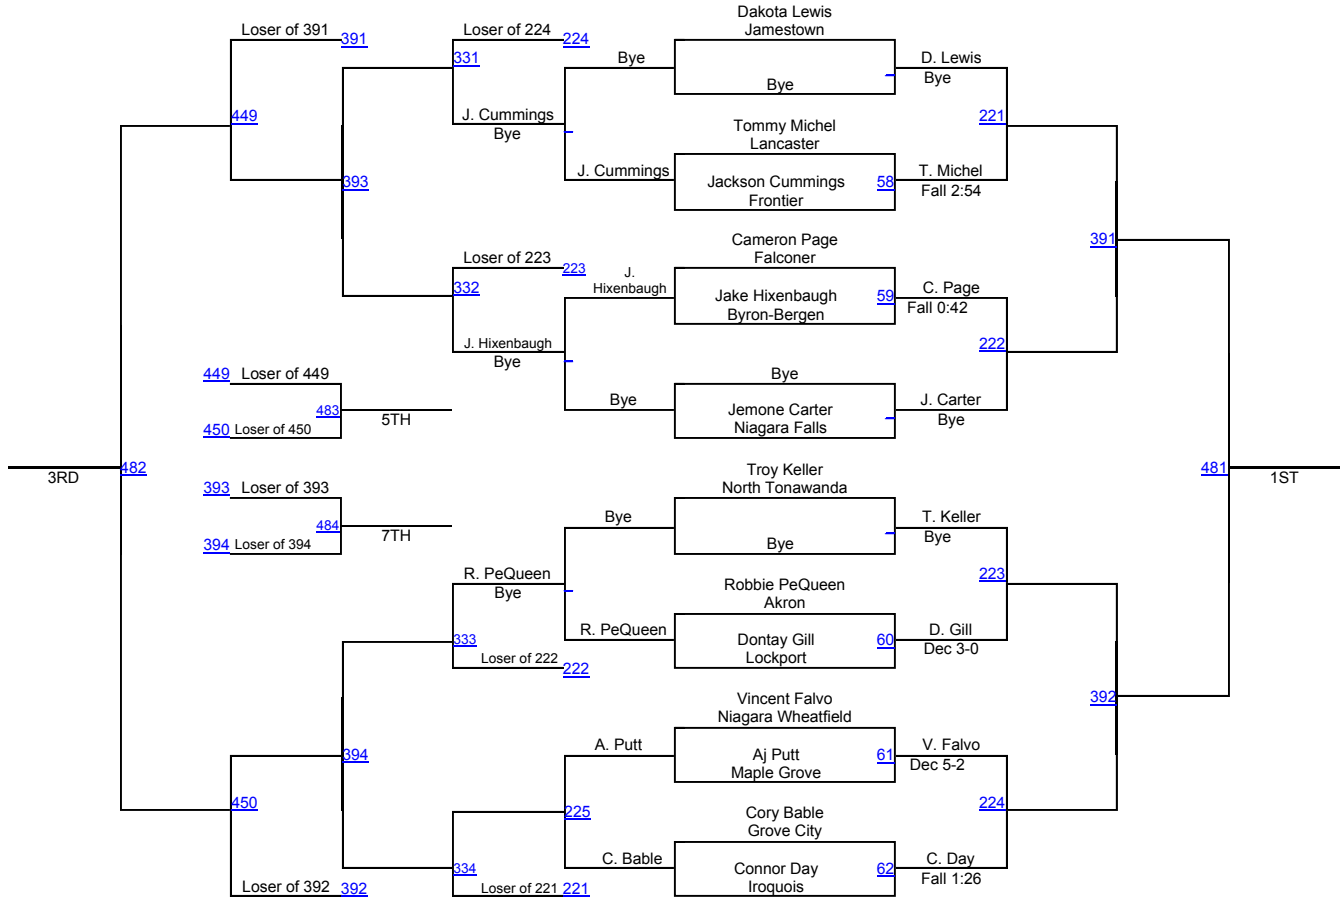 Dakota Lewis
Jamestown
Loser of 391
391
Loser of 224
224
331
Bye
Bye
D. Lewis
Bye
449
J. Cummings
Bye
221
Tommy Michel
Lancaster
J. Cummings
Jackson Cummings
Frontier
58
T. Michel
Fall 2:54
393
391
Cameron Page
Falconer
Loser of 223
223
J.
Hixenbaugh
332
Jake Hixenbaugh
Byron-Bergen
59
C. Page
Fall 0:42
J. Hixenbaugh
Bye
222
449
Loser of 449
Bye
Bye
Jemone Carter
Niagara Falls
J. Carter
Bye
483
5TH
450
Loser of 450
3RD
482
Troy Keller
North Tonawanda
481
1ST
393
Loser of 393
484
7TH
394
Loser of 394
Bye
Bye
T. Keller
Bye
R. PeQueen
Bye
223
Robbie PeQueen
Akron
R. PeQueen
Dontay Gill
Lockport
60
D. Gill
Dec 3-0
333
Loser of 222
222
392
Vincent Falvo
Niagara Wheatfield
394
A. Putt
Aj Putt
Maple Grove
61
V. Falvo
Dec 5-2
450
225
224
Cory Bable
Grove City
C. Bable
Connor Day
Iroquois
62
C. Day
Fall 1:26
334
Loser of 392
392
Loser of 221
221